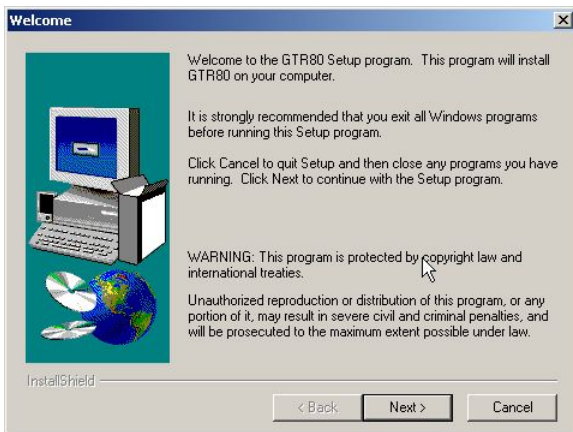 Welcome
Welcome to the GTR80 Setup program. This program will install
GTR80 on your computer.
It is strongly recommended that you exit all Windows programs
before running this Setup program.
Click Cancel to quit Setup and then close any programs you have
running. Click Next to continue with the Setup program.
WARNING: This program is protected by copyright law and
international treaties.
Unauthorized reproduction or distribution of this program, or any
portion of it, may result in severe civil and criminal penalties, and
will be prosecuted to the maximum extent possible under law.
InstallShield
< Back Next > Cancel